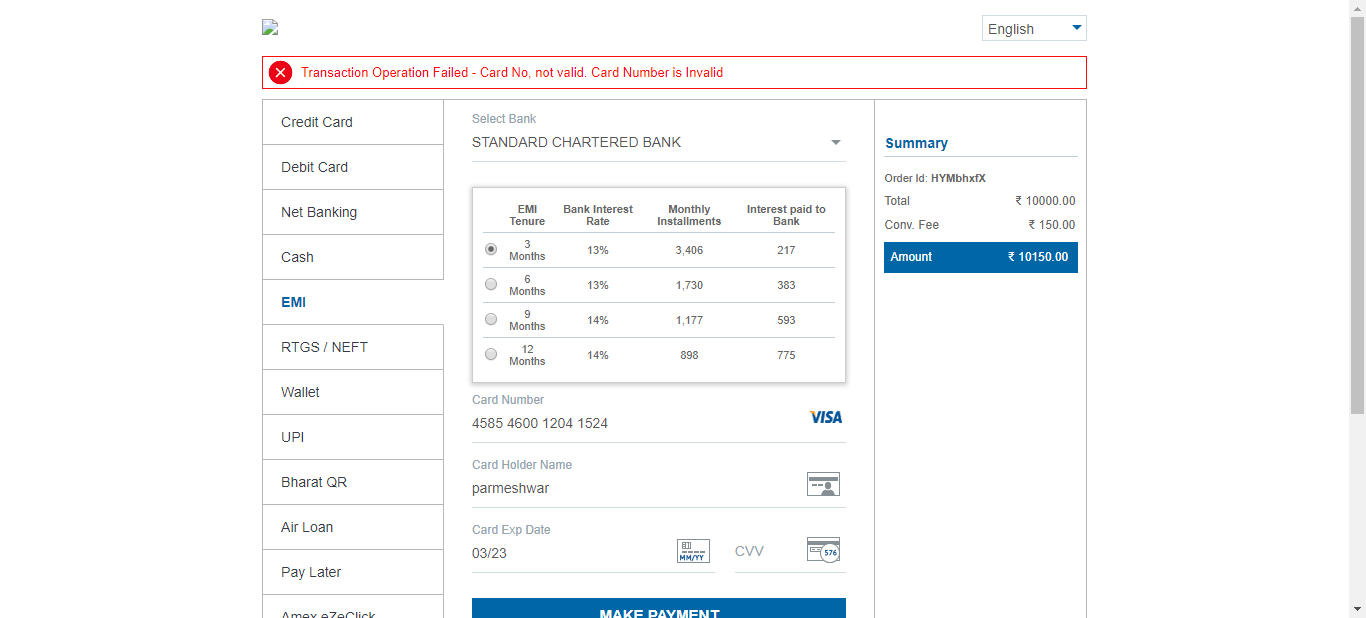 English
Transaction Operation Failed - Card No, not valid. Card Number is Invalid
Credit Card
Debit Card
Net Banking
Cash
EMI
RTGS / NEFT
Wallet
UPI
Bharat QR
Air Loan
Pay Later
Amex eZeClick
Select Bank
STANDARD CHARTERED BANK
EMI Tenure Bank Interest Rate Monthly Installments Interest paid to Bank
3 Months 13% 3,406 217
6 Months 13% 1,730 383
9 Months 14% 1,177 593
12 Months 14% 898 775
Card Number
4585 4600 1204 1524 VISA
Card Holder Name
parmeshwar
Card Exp Date
03/23 MM/YY CVV 576
MAKE PAYMENT
Summary
Order Id: HYMbhxfX
Total ₹ 10000.00
Conv. Fee ₹ 150.00
Amount ₹ 10150.00